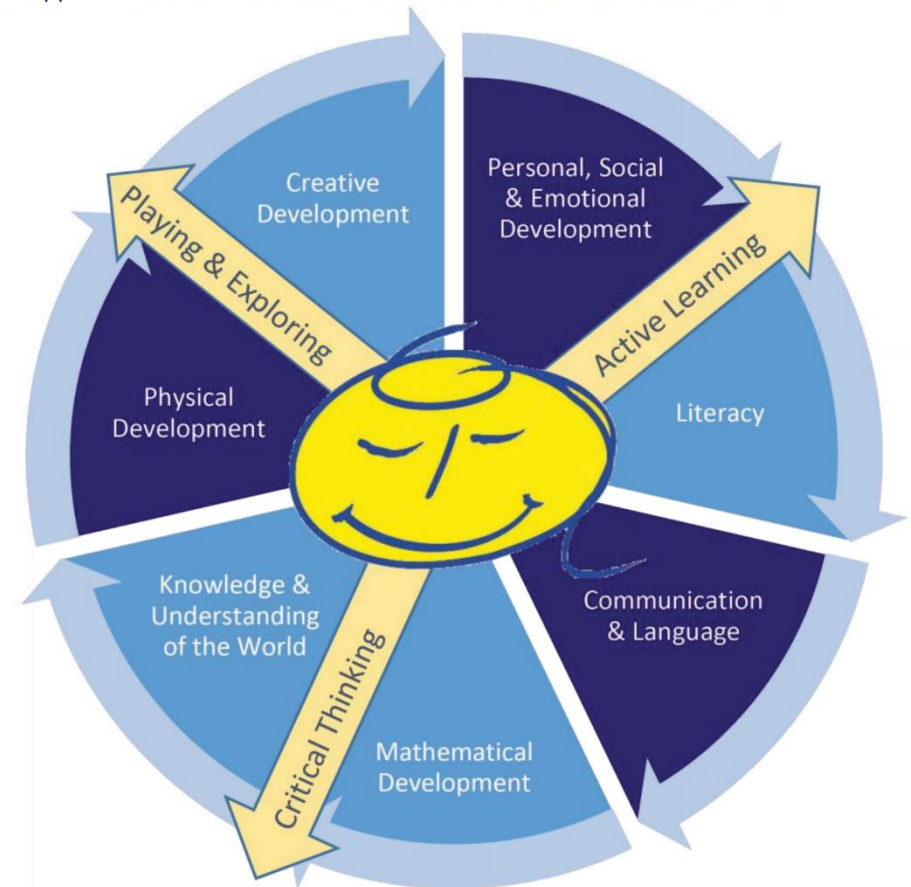 Creative
Development
Personal, Social
& Emotional
Development
Playing & Exploring
Active Learning
Physical
Development
Literacy
Knowledge &
Understanding
of the World
Communication
& Language
Critical Thinking
Mathematical
Development